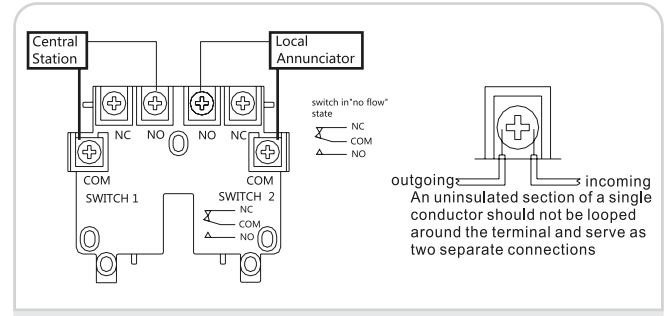 Central
Station
Local
Annunciator
NC
NO
NO
NC
COM
COM
SWITCH 1
SWITCH 2
NC
COM
NO
switch in"no flow"
state
NC
COM
NO
outgoing
incoming
An uninsulated section of a single
conductor should not be looped
around the terminal and serve as
two separate connections